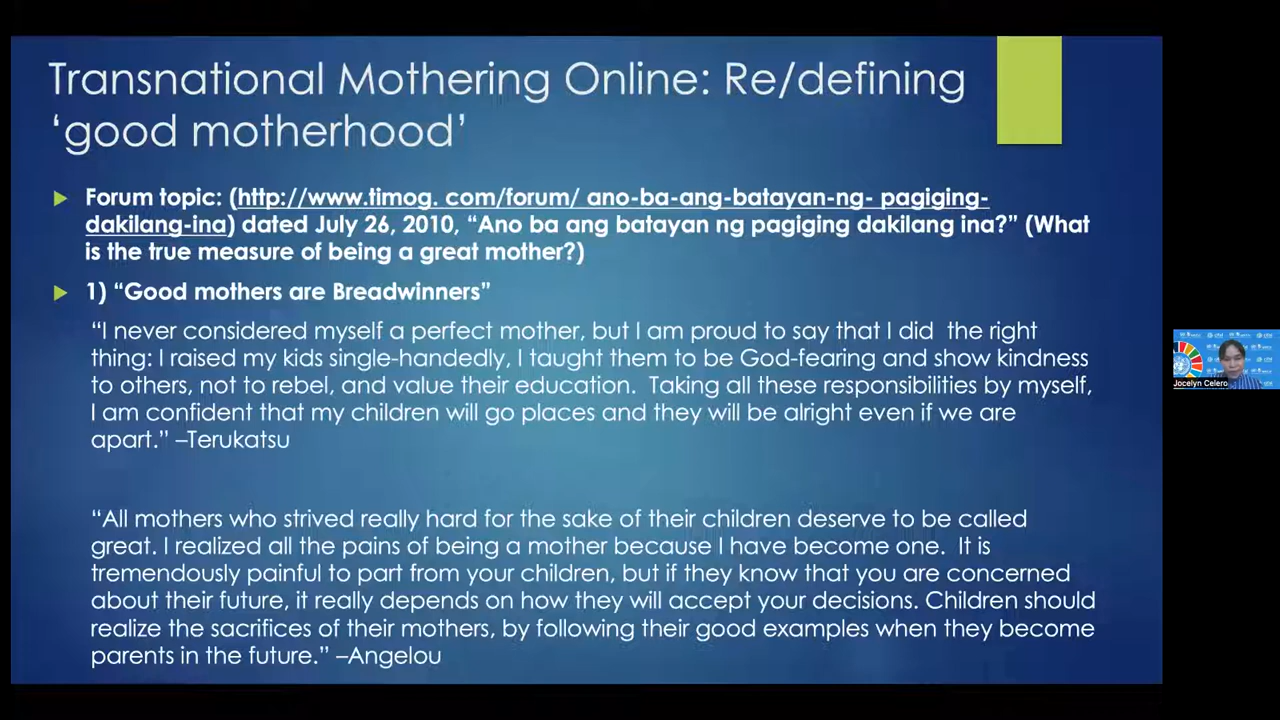 Transnational Mothering Online: Re/defining
‘good motherhood’
Forum topic: (http://www.timog. com/forum/ ano-ba-ang-batayan-ng- pagiging-
dakilang-ina) dated July 26, 2010, “Ano ba ang batayan ng pagiging dakilang ina?” (What
is the true measure of being a great mother?)
1) “Good mothers are Breadwinners”
“I never considered myself a perfect mother, but I am proud to say that I did the right
thing: I raised my kids single-handedly, I taught them to be God-fearing and show kindness
to others, not to rebel, and value their education. Taking all these responsibilities by myself,
I am confident that my children will go places and they will be alright even if we are
apart.” –Terukatsu
“All mothers who strived really hard for the sake of their children deserve to be called
great. I realized all the pains of being a mother because I have become one. It is
tremendously painful to part from your children, but if they know that you are concerned
about their future, it really depends on how they will accept your decisions. Children should
realize the sacrifices of their mothers, by following their good examples when they become
parents in the future.” –Angelou
Jocelyn Celero